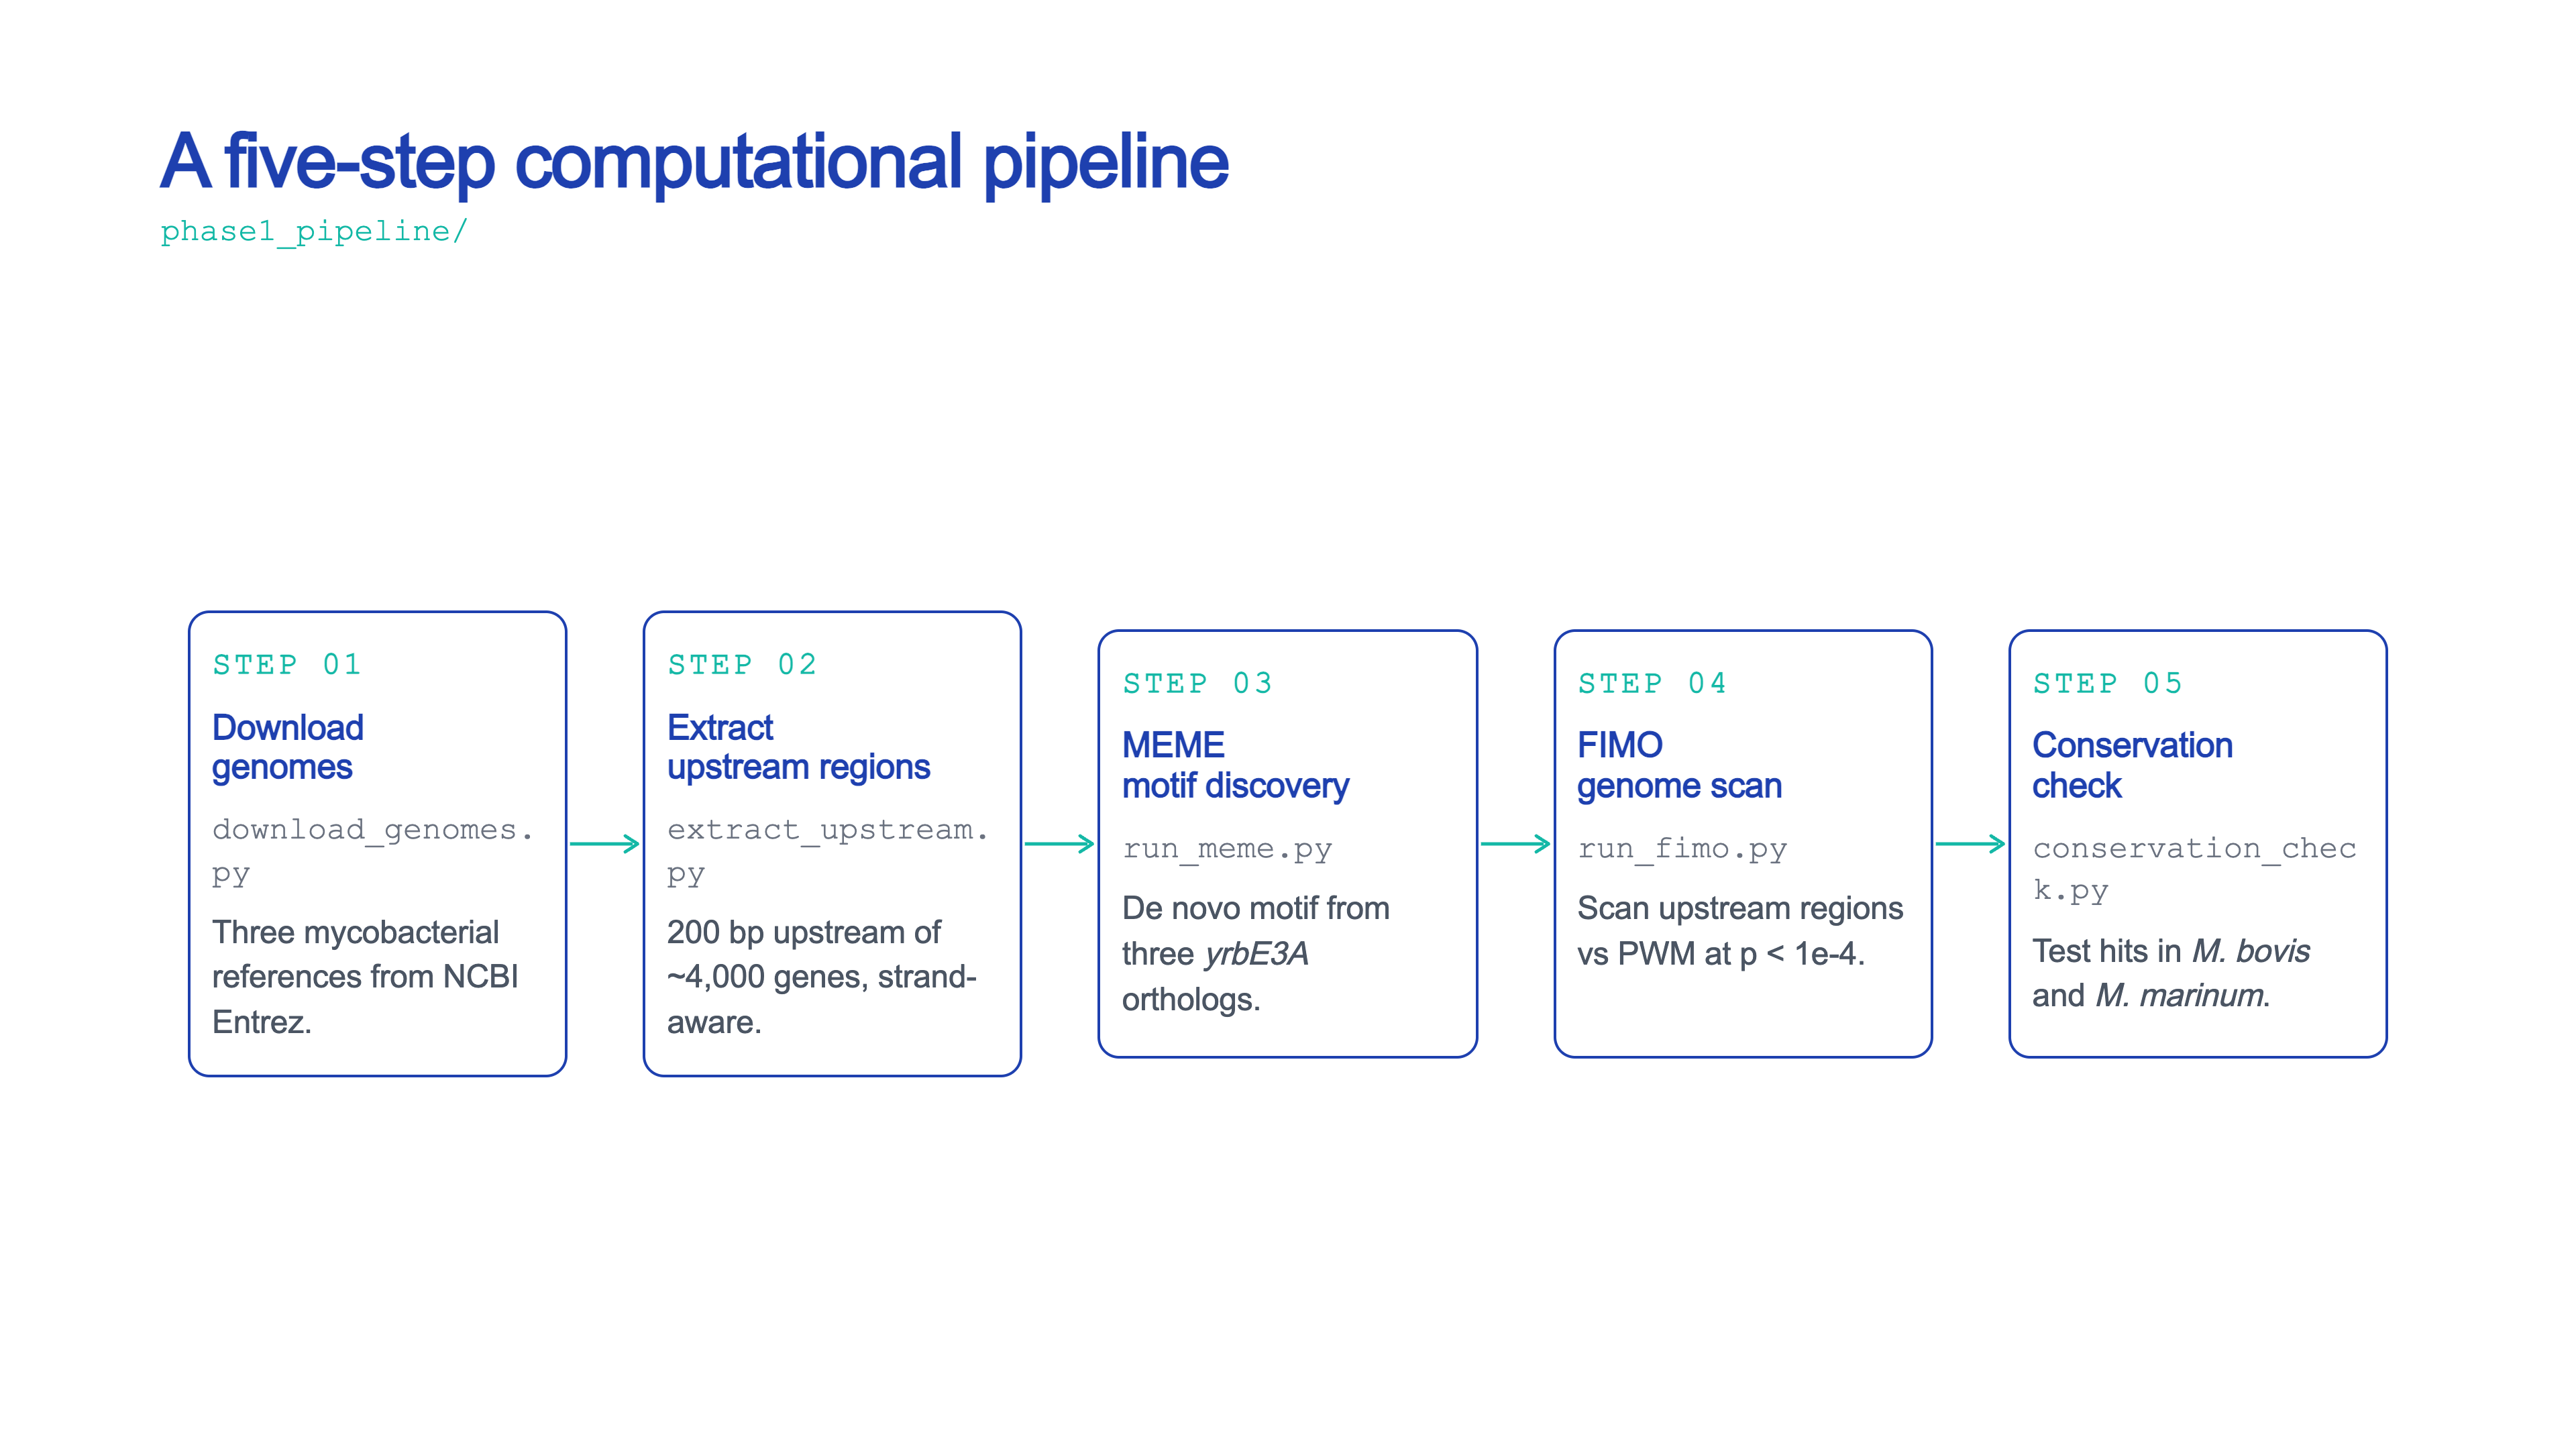 A five-step computational pipeline
phase1_pipeline/
STEP 01
Download
genomes
download_genomes.
py
Three mycobacterial
references from NCBI
Entrez.
STEP 02
Extract
upstream regions
extract_upstream.
py
200 bp upstream of
~4,000 genes, strand-
aware.
STEP 03
MEME
motif discovery
run_meme.py
De novo motif from
three yrbE3A
orthologs.
STEP 04
FIMO
genome scan
run_fimo.py
Scan upstream regions
vs PWM at p < 1e-4.
STEP 05
Conservation
check
conservation_chec
k.py
Test hits in M. bovis
and M. marinum.